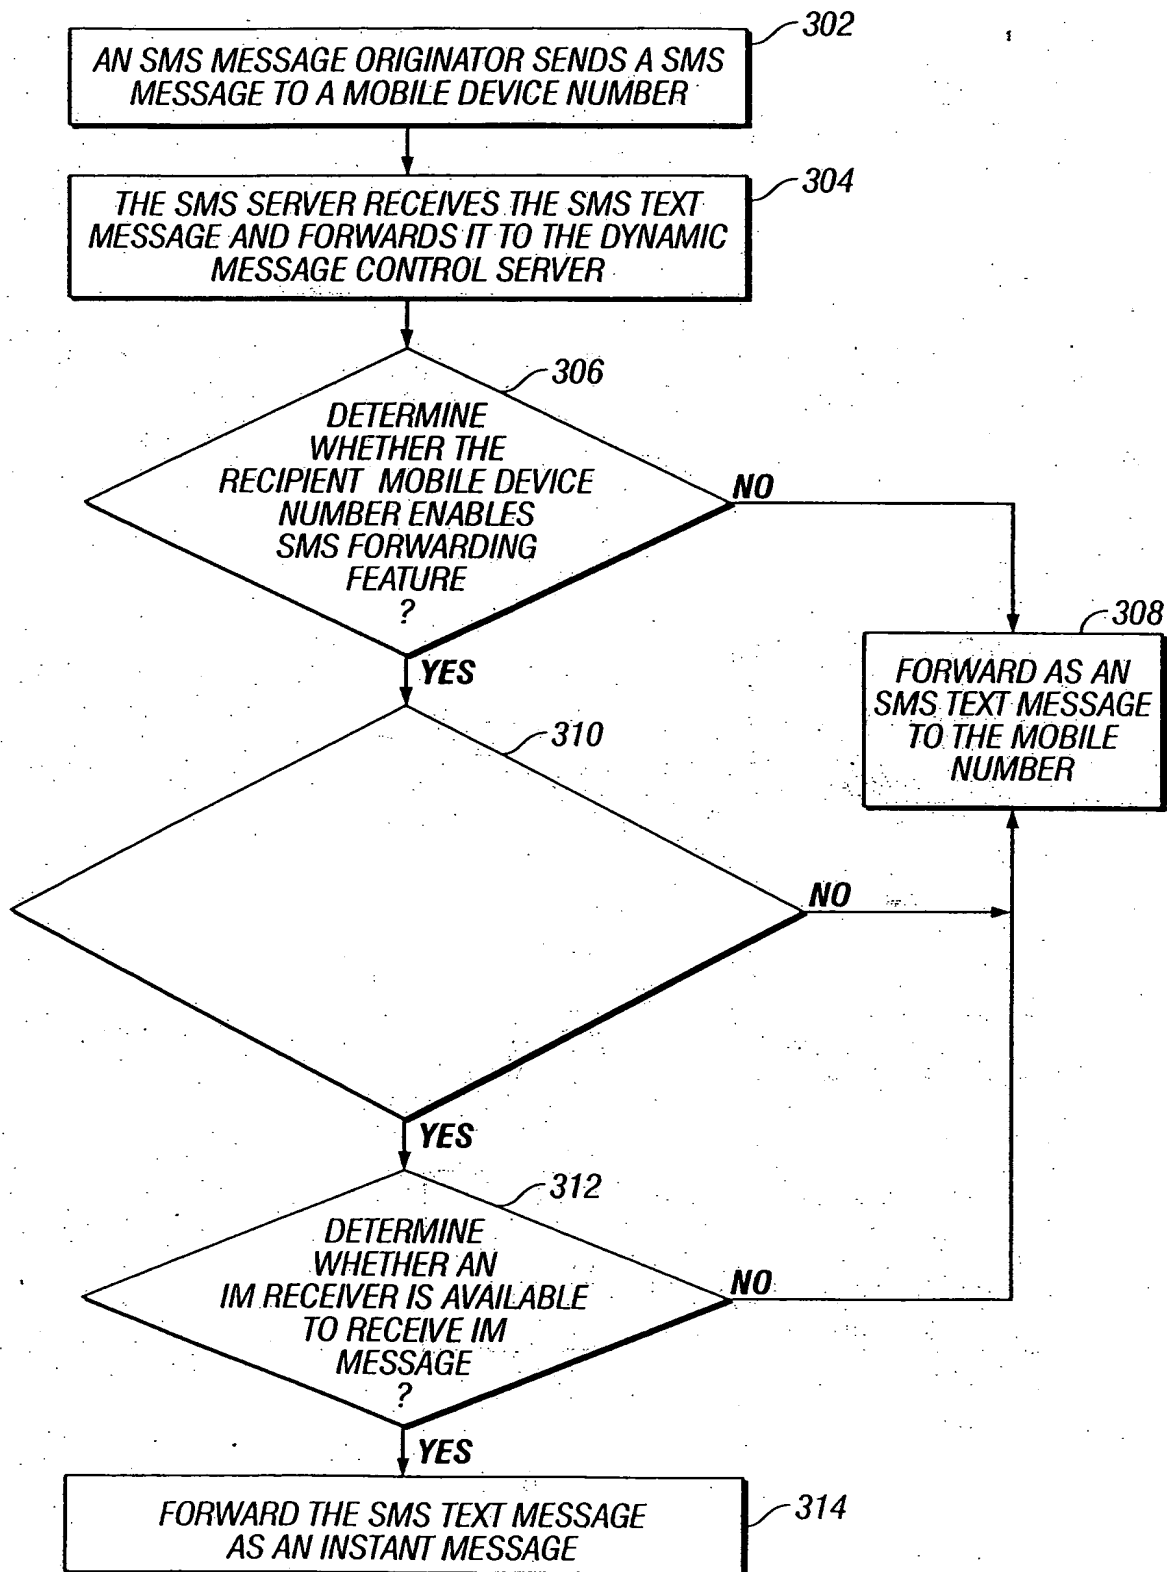 302
AN SMS MESSAGE ORIGINATOR SENDS A SMS
MESSAGE TO A MOBILE DEVICE NUMBER
304
THE SMS SERVER RECEIVES THE SMS TEXT
MESSAGE AND FORWARDS IT TO THE DYNAMIC
MESSAGE CONTROL SERVER
306
DETERMINE
WHETHER THE
RECIPIENT MOBILE DEVICE
NUMBER ENABLES
SMS FORWARDING
FEATURE
?
NO
YES
308
FORWARD AS AN
SMS TEXT MESSAGE
TO THE MOBILE
NUMBER
310
NO
YES
312
DETERMINE
WHETHER AN
IM RECEIVER IS AVAILABLE
TO RECEIVE IM
MESSAGE
?
NO
YES
314
FORWARD THE SMS TEXT MESSAGE
AS AN INSTANT MESSAGE